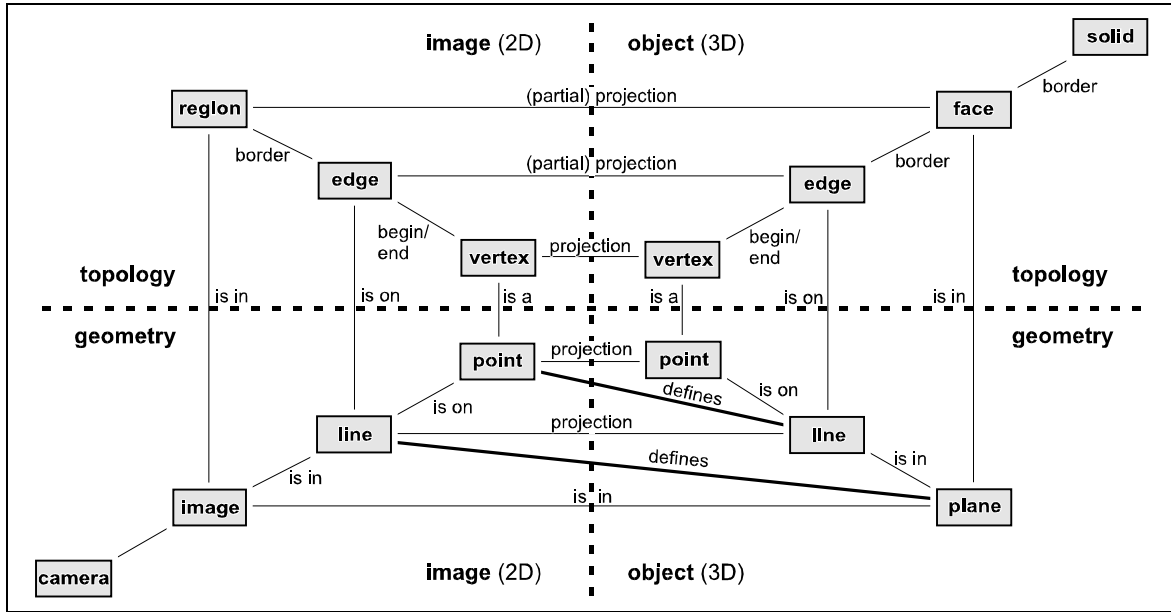 image (2D)
object (3D)
solid
border
region
(partial) projection
face
border
border
edge
(partial) projection
edge
begin/
end
vertex
projection
vertex
begin/
end
topology
topology
is in
is on
is a
is a
is on
is in
geometry
geometry
point
projection
point
is on
defines
is on
line
projection
line
is in
defines
is in
image
is in
plane
camera
image (2D)
object (3D)